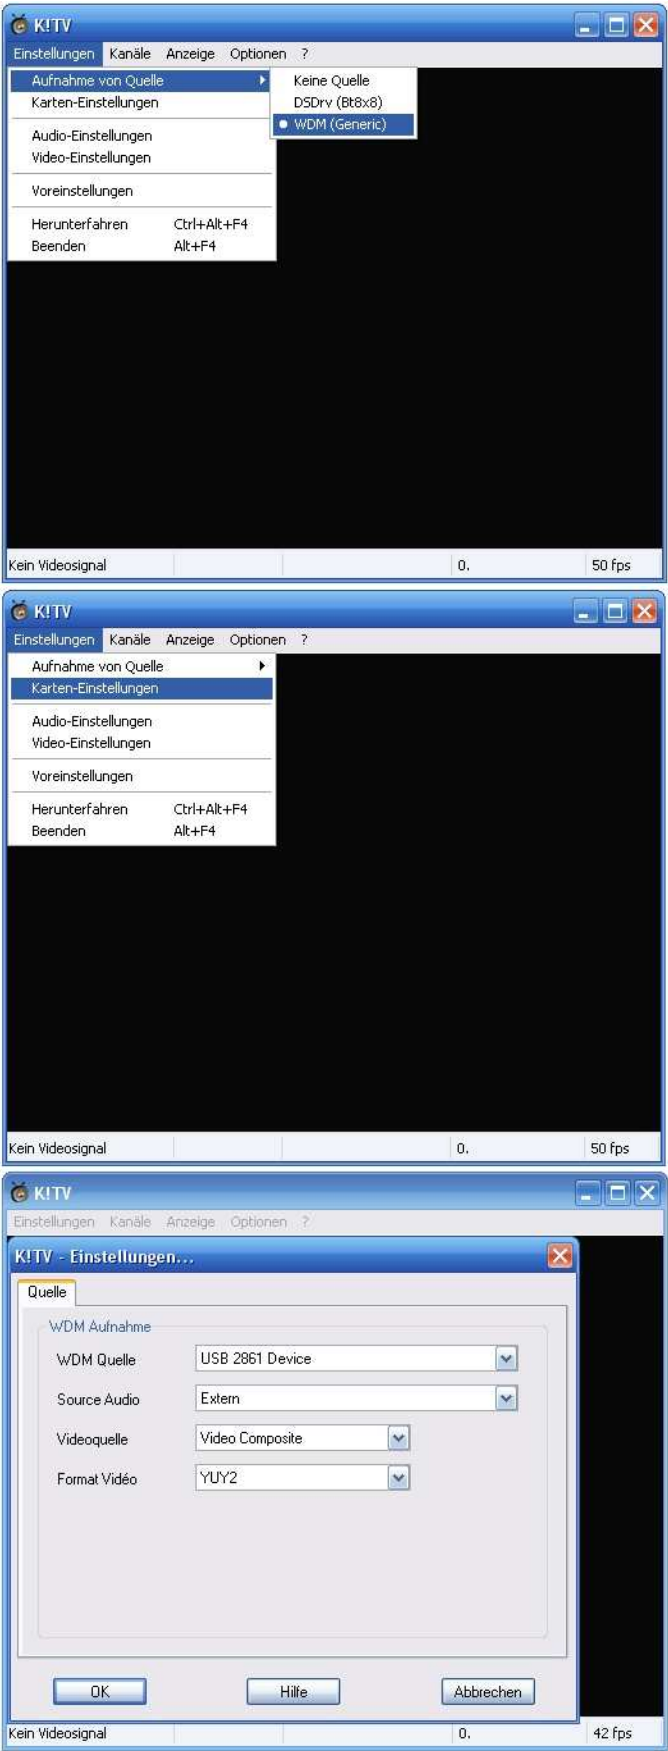 K!TV
Einstellungen Kanäle Anzeige Optionen ?
Aufnahme von Quelle
Keine Quelle
Karten-Einstellungen
DSDrv (Bt8x8)
WDM (Generic)
Audio-Einstellungen
Video-Einstellungen
Voreinstellungen
Herunterfahren Ctrl+Alt+F4
Beenden Alt+F4
Kein Videosignal 0. 50 fps
K!TV
Einstellungen Kanäle Anzeige Optionen ?
Aufnahme von Quelle
Karten-Einstellungen
Audio-Einstellungen
Video-Einstellungen
Voreinstellungen
Herunterfahren Ctrl+Alt+F4
Beenden Alt+F4
Kein Videosignal 0. 50 fps
K!TV
Einstellungen Kanäle Anzeige Optionen ?
K!TV - Einstellungen...
Quelle
WDM Aufnahme
WDM Quelle USB 2861 Device
Source Audio Extern
Videoquelle Video Composite
Format Vidéo YUY2
OK Hilfe Abbrechen
Kein Videosignal 0. 42 fps